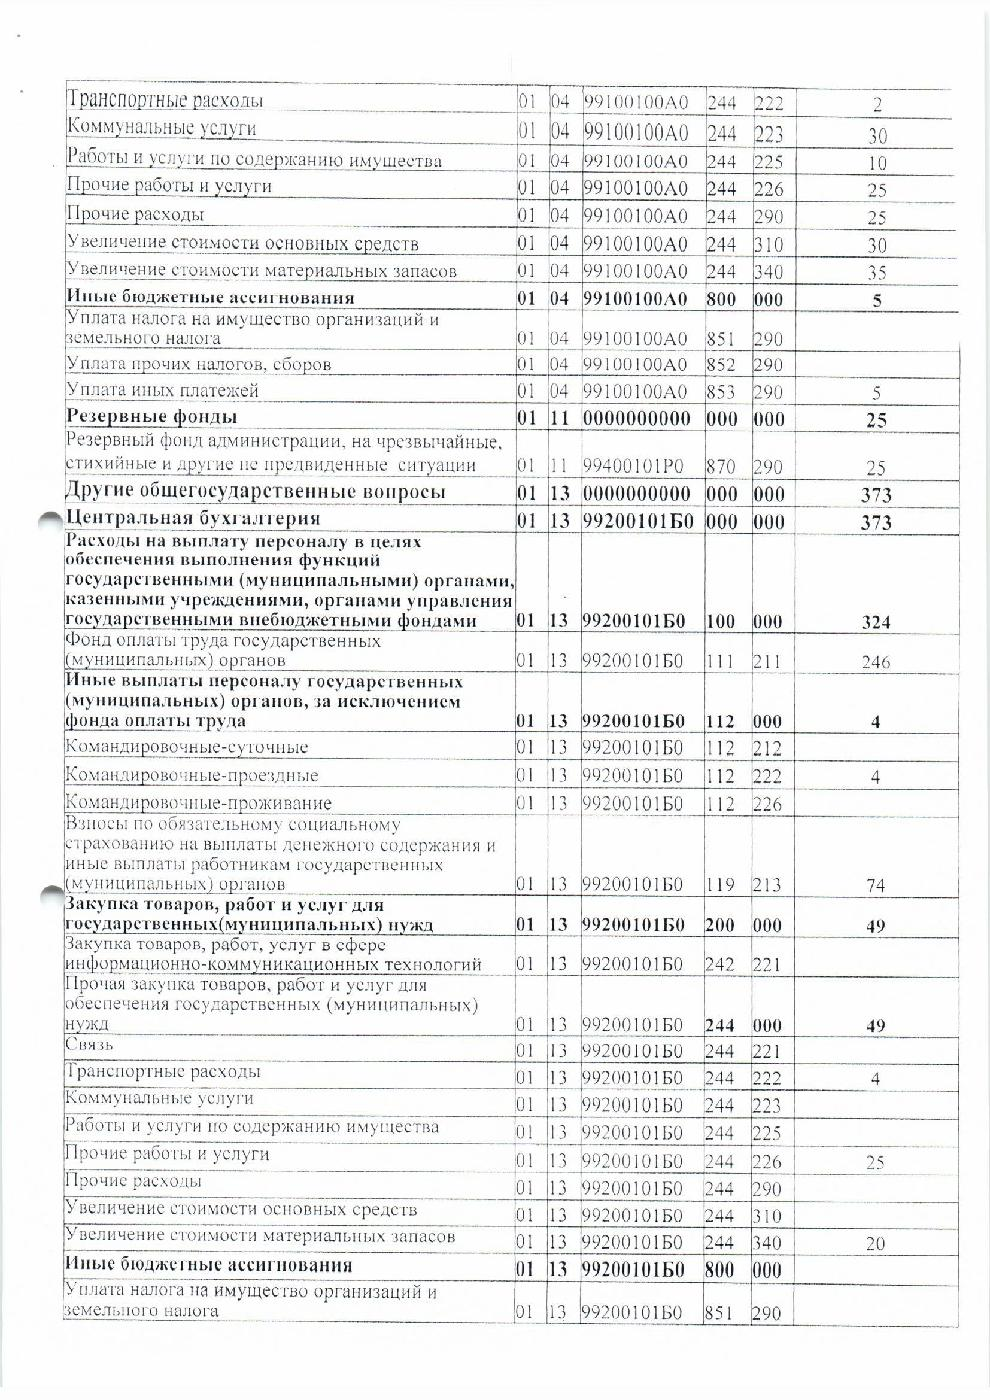 Транспортные расходы 01 04 99100100А0 244 222 2
Коммунальные услуги 01 04 99100100А0 244 223 30
Работы и услуги по содержанию имущества 01 04 99100100А0 244 225 10
Прочие работы и услуги 01 04 99100100А0 244 226 25
Прочие расходы 01 04 99100100А0 244 290 25
Увеличение стоимости основных средств 01 04 99100100А0 244 310 30
Увеличение стоимости материальных запасов 01 04 99100100А0 244 340 35
Иные бюджетные ассигнования 01 04 99100100А0 800 000 5
Уплата налога на имущество организаций и
земельного налога 01 04 99100100А0 851 290
Уплата прочих налогов, сборов 01 04 99100100А0 852 290
Уплата иных платежей 01 04 99100100А0 853 290 5
Резервные фонды 01 11 0000000000 000 000 25
Резервный фонд администрации, на чрезвычайные,
стихийные и другие не предвиденные ситуации 01 11 99400101Р0 870 290 25
Другие общегосударственные вопросы 01 13 0000000000 000 000 373
Центральная бухгалтерия 01 13 99200101Б0 000 000 373
Расходы на выплату персоналу в целях
обеспечения выполнения функций
государственными (муниципальными) органами,
казенными учреждениями, органами управления
государственными внебюджетными фондами 01 13 99200101Б0 100 000 324
Фонд оплаты труда государственных
(муниципальных) органов 01 13 99200101Б0 111 211 246
Иные выплаты персоналу государственных
(муниципальных) органов, за исключением
фонда оплаты труда 01 13 99200101Б0 112 000 4
Командировочные-суточные 01 13 99200101Б0 112 212
Командировочные-проездные 01 13 99200101Б0 112 222 4
Командировочные-проживание 01 13 99200101Б0 112 226
Взносы по обязательному социальному
страхованию на выплаты денежного содержания и
иные выплаты работникам государственных
(муниципальных) органов 01 13 99200101Б0 119 213 74
Закупка товаров, работ и услуг для
государственных(муниципальных) нужд 01 13 99200101Б0 200 000 49
Закупка товаров, работ, услуг в сфере
информационно-коммуникационных технологий 01 13 99200101Б0 242 221
Прочая закупка товаров, работ и услуг для
обеспечения государственных (муниципальных)
нужд 01 13 99200101Б0 244 000 49
Связь 01 13 99200101Б0 244 221
Транспортные расходы 01 13 99200101Б0 244 222 4
Коммунальные услуги 01 13 99200101Б0 244 223
Работы и услуги по содержанию имущества 01 13 99200101Б0 244 225
Прочие работы и услуги 01 13 99200101Б0 244 226 25
Прочие расходы 01 13 99200101Б0 244 290
Увеличение стоимости основных средств 01 13 99200101Б0 244 310
Увеличение стоимости материальных запасов 01 13 99200101Б0 244 340 20
Иные бюджетные ассигнования 01 13 99200101Б0 800 000
Уплата налога на имущество организаций и
земельного налога 01 13 99200101Б0 851 290